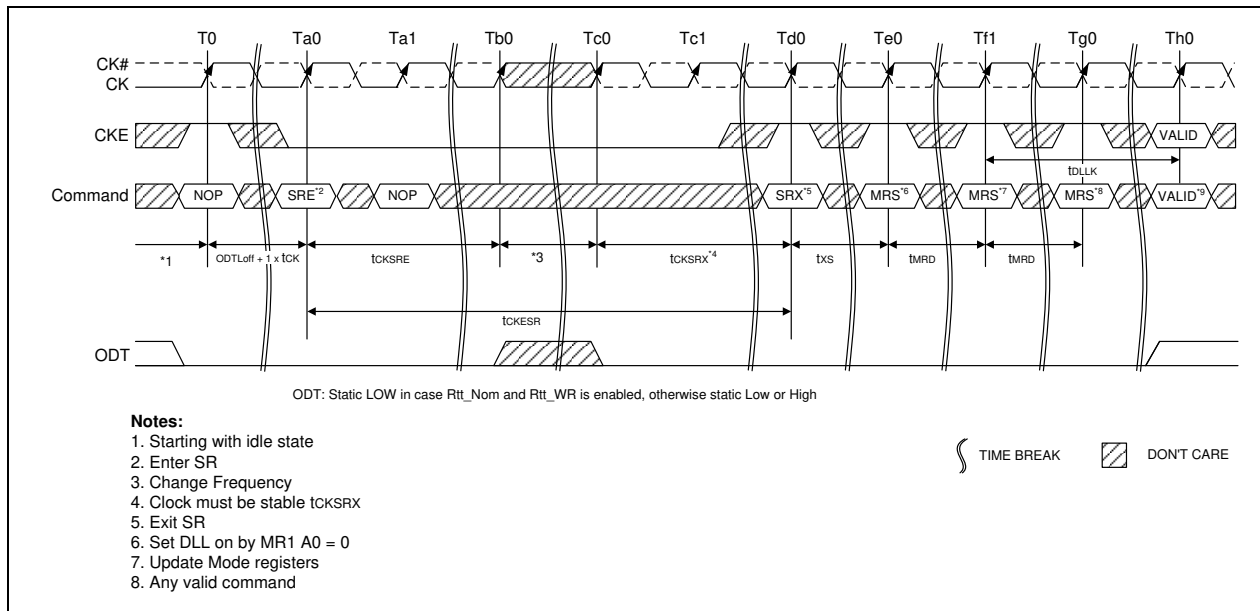 T0 Ta0 Ta1 Tb0 Tc0 Tc1 Td0 Te0 Tf1 Tg0 Th0
CK#
CK
CKE
VALID
tDLLK
Command
NOP SRE*2 NOP SRX*5 MRS*6 MRS*7 MRS*8 VALID*9
*1 ODTLoff + 1 x tCK tCKSRE *3 tCKSRX*4 tXS tMRD tMRD
tCKESR
ODT
ODT: Static LOW in case Rtt_Nom and Rtt_WR is enabled, otherwise static Low or High
Notes:
1. Starting with idle state
2. Enter SR
3. Change Frequency
4. Clock must be stable tCKSRX
5. Exit SR
6. Set DLL on by MR1 A0 = 0
7. Update Mode registers
8. Any valid command
TIME BREAK DON'T CARE